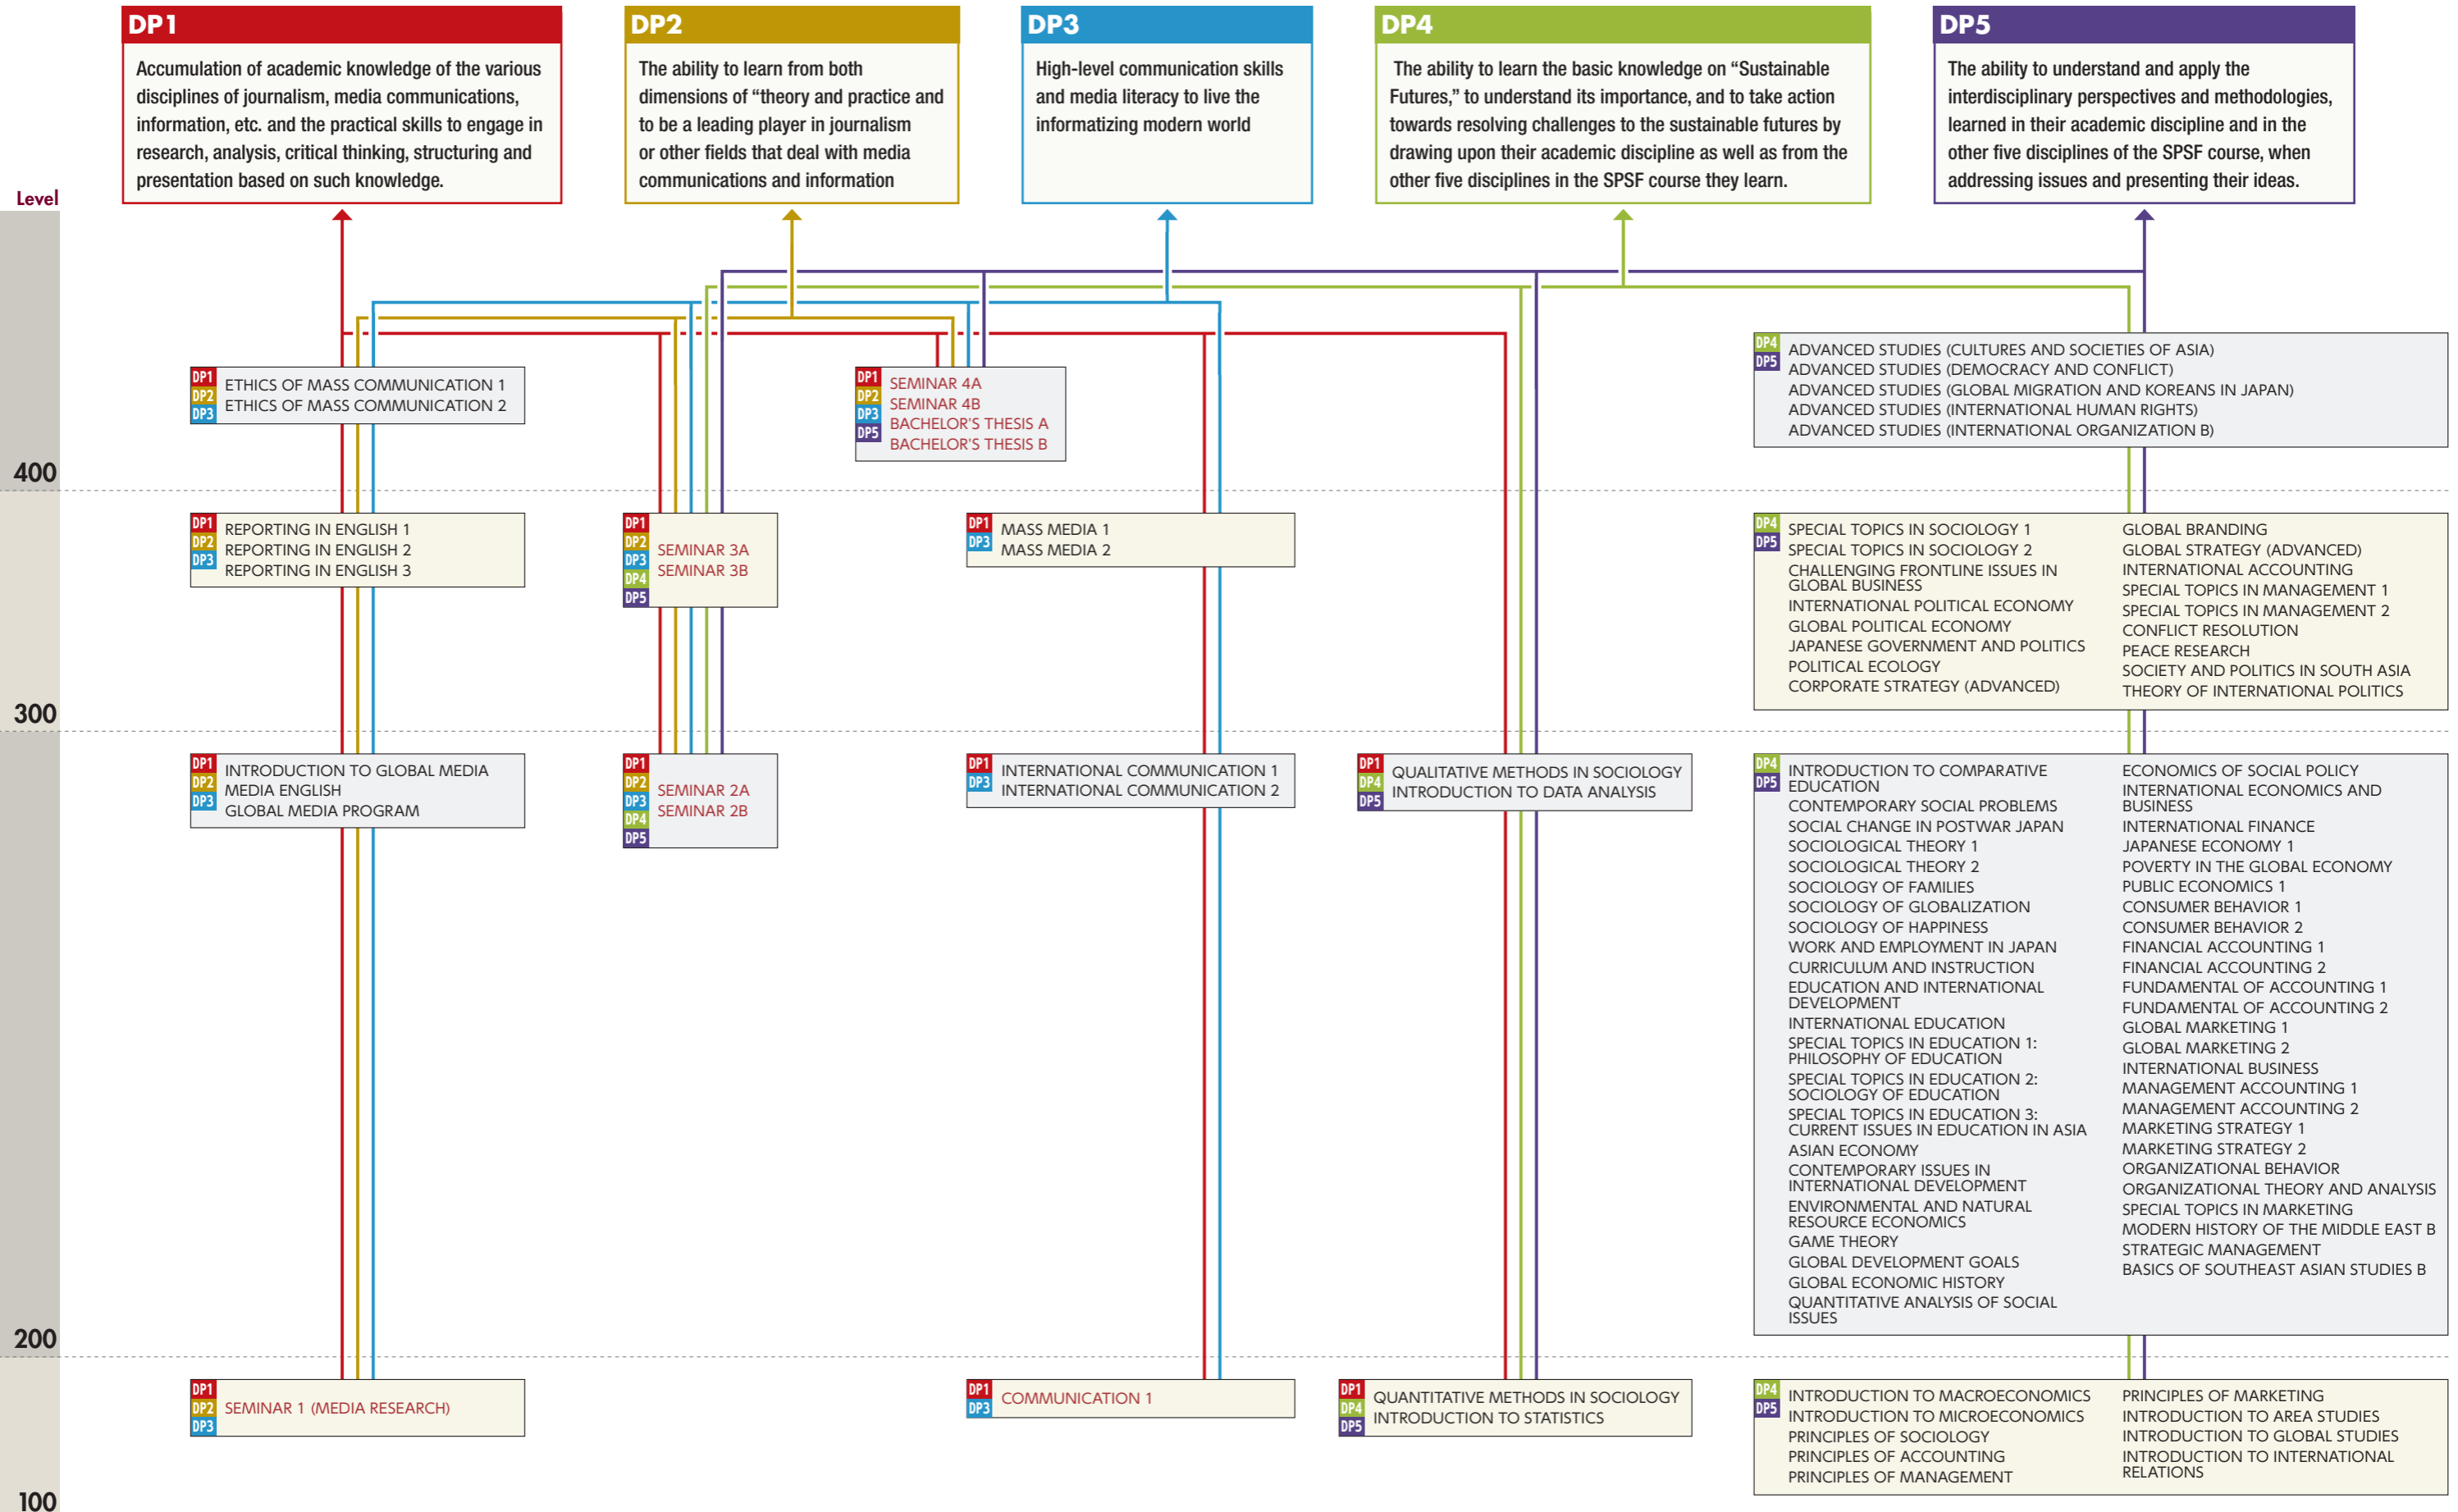 DP1
Accumulation of academic knowledge of the various
disciplines of journalism, media communications,
information, etc. and the practical skills to engage in
research, analysis, critical thinking, structuring and
presentation based on such knowledge.
DP2
The ability to learn from both
dimensions of “theory and practice and
to be a leading player in journalism
or other fields that deal with media
communications and information
DP3
High-level communication skills
and media literacy to live the
informatizing modern world
DP4
The ability to learn the basic knowledge on “Sustainable
Futures,” to understand its importance, and to take action
towards resolving challenges to the sustainable futures by
drawing upon their academic discipline as well as from the
other five disciplines in the SPSF course they learn.
DP5
The ability to understand and apply the
interdisciplinary perspectives and methodologies,
learned in their academic discipline and in the
other five disciplines of the SPSF course, when
addressing issues and presenting their ideas.
Level
DP1
DP2
DP3
ETHICS OF MASS COMMUNICATION 1
ETHICS OF MASS COMMUNICATION 2
DP1
DP2
DP3
DP5
SEMINAR 4A
SEMINAR 4B
BACHELOR'S THESIS A
BACHELOR'S THESIS B
DP4
DP5
ADVANCED STUDIES (CULTURES AND SOCIETIES OF ASIA)
ADVANCED STUDIES (DEMOCRACY AND CONFLICT)
ADVANCED STUDIES (GLOBAL MIGRATION AND KOREANS IN JAPAN)
ADVANCED STUDIES (INTERNATIONAL HUMAN RIGHTS)
ADVANCED STUDIES (INTERNATIONAL ORGANIZATION B)
400
DP1
DP2
DP3
REPORTING IN ENGLISH 1
REPORTING IN ENGLISH 2
REPORTING IN ENGLISH 3
DP1
DP2
DP3
DP4
DP5
SEMINAR 3A
SEMINAR 3B
DP1
DP3
MASS MEDIA 1
MASS MEDIA 2
DP4
DP5
SPECIAL TOPICS IN SOCIOLOGY 1
SPECIAL TOPICS IN SOCIOLOGY 2
CHALLENGING FRONTLINE ISSUES IN
GLOBAL BUSINESS
INTERNATIONAL POLITICAL ECONOMY
GLOBAL POLITICAL ECONOMY
JAPANESE GOVERNMENT AND POLITICS
POLITICAL ECOLOGY
CORPORATE STRATEGY (ADVANCED)
GLOBAL BRANDING
GLOBAL STRATEGY (ADVANCED)
INTERNATIONAL ACCOUNTING
SPECIAL TOPICS IN MANAGEMENT 1
SPECIAL TOPICS IN MANAGEMENT 2
CONFLICT RESOLUTION
PEACE RESEARCH
SOCIETY AND POLITICS IN SOUTH ASIA
THEORY OF INTERNATIONAL POLITICS
300
DP1
DP2
DP3
INTRODUCTION TO GLOBAL MEDIA
MEDIA ENGLISH
GLOBAL MEDIA PROGRAM
DP1
DP2
DP3
DP4
DP5
SEMINAR 2A
SEMINAR 2B
DP1
DP3
INTERNATIONAL COMMUNICATION 1
INTERNATIONAL COMMUNICATION 2
DP1
DP4
DP5
QUALITATIVE METHODS IN SOCIOLOGY
INTRODUCTION TO DATA ANALYSIS
DP4
DP5
INTRODUCTION TO COMPARATIVE
EDUCATION
CONTEMPORARY SOCIAL PROBLEMS
SOCIAL CHANGE IN POSTWAR JAPAN
SOCIOLOGICAL THEORY 1
SOCIOLOGICAL THEORY 2
SOCIOLOGY OF FAMILIES
SOCIOLOGY OF GLOBALIZATION
SOCIOLOGY OF HAPPINESS
WORK AND EMPLOYMENT IN JAPAN
CURRICULUM AND INSTRUCTION
EDUCATION AND INTERNATIONAL
DEVELOPMENT
INTERNATIONAL EDUCATION
SPECIAL TOPICS IN EDUCATION 1:
PHILOSOPHY OF EDUCATION
SPECIAL TOPICS IN EDUCATION 2:
SOCIOLOGY OF EDUCATION
SPECIAL TOPICS IN EDUCATION 3:
CURRENT ISSUES IN EDUCATION IN ASIA
ASIAN ECONOMY
CONTEMPORARY ISSUES IN
INTERNATIONAL DEVELOPMENT
ENVIRONMENTAL AND NATURAL
RESOURCE ECONOMICS
GAME THEORY
GLOBAL DEVELOPMENT GOALS
GLOBAL ECONOMIC HISTORY
QUANTITATIVE ANALYSIS OF SOCIAL
ISSUES
ECONOMICS OF SOCIAL POLICY
INTERNATIONAL ECONOMICS AND
BUSINESS
INTERNATIONAL FINANCE
JAPANESE ECONOMY 1
POVERTY IN THE GLOBAL ECONOMY
PUBLIC ECONOMICS 1
CONSUMER BEHAVIOR 1
CONSUMER BEHAVIOR 2
FINANCIAL ACCOUNTING 1
FINANCIAL ACCOUNTING 2
FUNDAMENTAL OF ACCOUNTING 1
FUNDAMENTAL OF ACCOUNTING 2
GLOBAL MARKETING 1
GLOBAL MARKETING 2
INTERNATIONAL BUSINESS
MANAGEMENT ACCOUNTING 1
MANAGEMENT ACCOUNTING 2
MARKETING STRATEGY 1
MARKETING STRATEGY 2
ORGANIZATIONAL BEHAVIOR
ORGANIZATIONAL THEORY AND ANALYSIS
SPECIAL TOPICS IN MARKETING
MODERN HISTORY OF THE MIDDLE EAST B
STRATEGIC MANAGEMENT
BASICS OF SOUTHEAST ASIAN STUDIES B
200
DP1
DP2
DP3
SEMINAR 1 (MEDIA RESEARCH)
DP1
DP3
COMMUNICATION 1
DP1
DP4
DP5
QUANTITATIVE METHODS IN SOCIOLOGY
INTRODUCTION TO STATISTICS
DP4
DP5
INTRODUCTION TO MACROECONOMICS
INTRODUCTION TO MICROECONOMICS
PRINCIPLES OF SOCIOLOGY
PRINCIPLES OF ACCOUNTING
PRINCIPLES OF MANAGEMENT
PRINCIPLES OF MARKETING
INTRODUCTION TO AREA STUDIES
INTRODUCTION TO GLOBAL STUDIES
INTRODUCTION TO INTERNATIONAL
RELATIONS
100